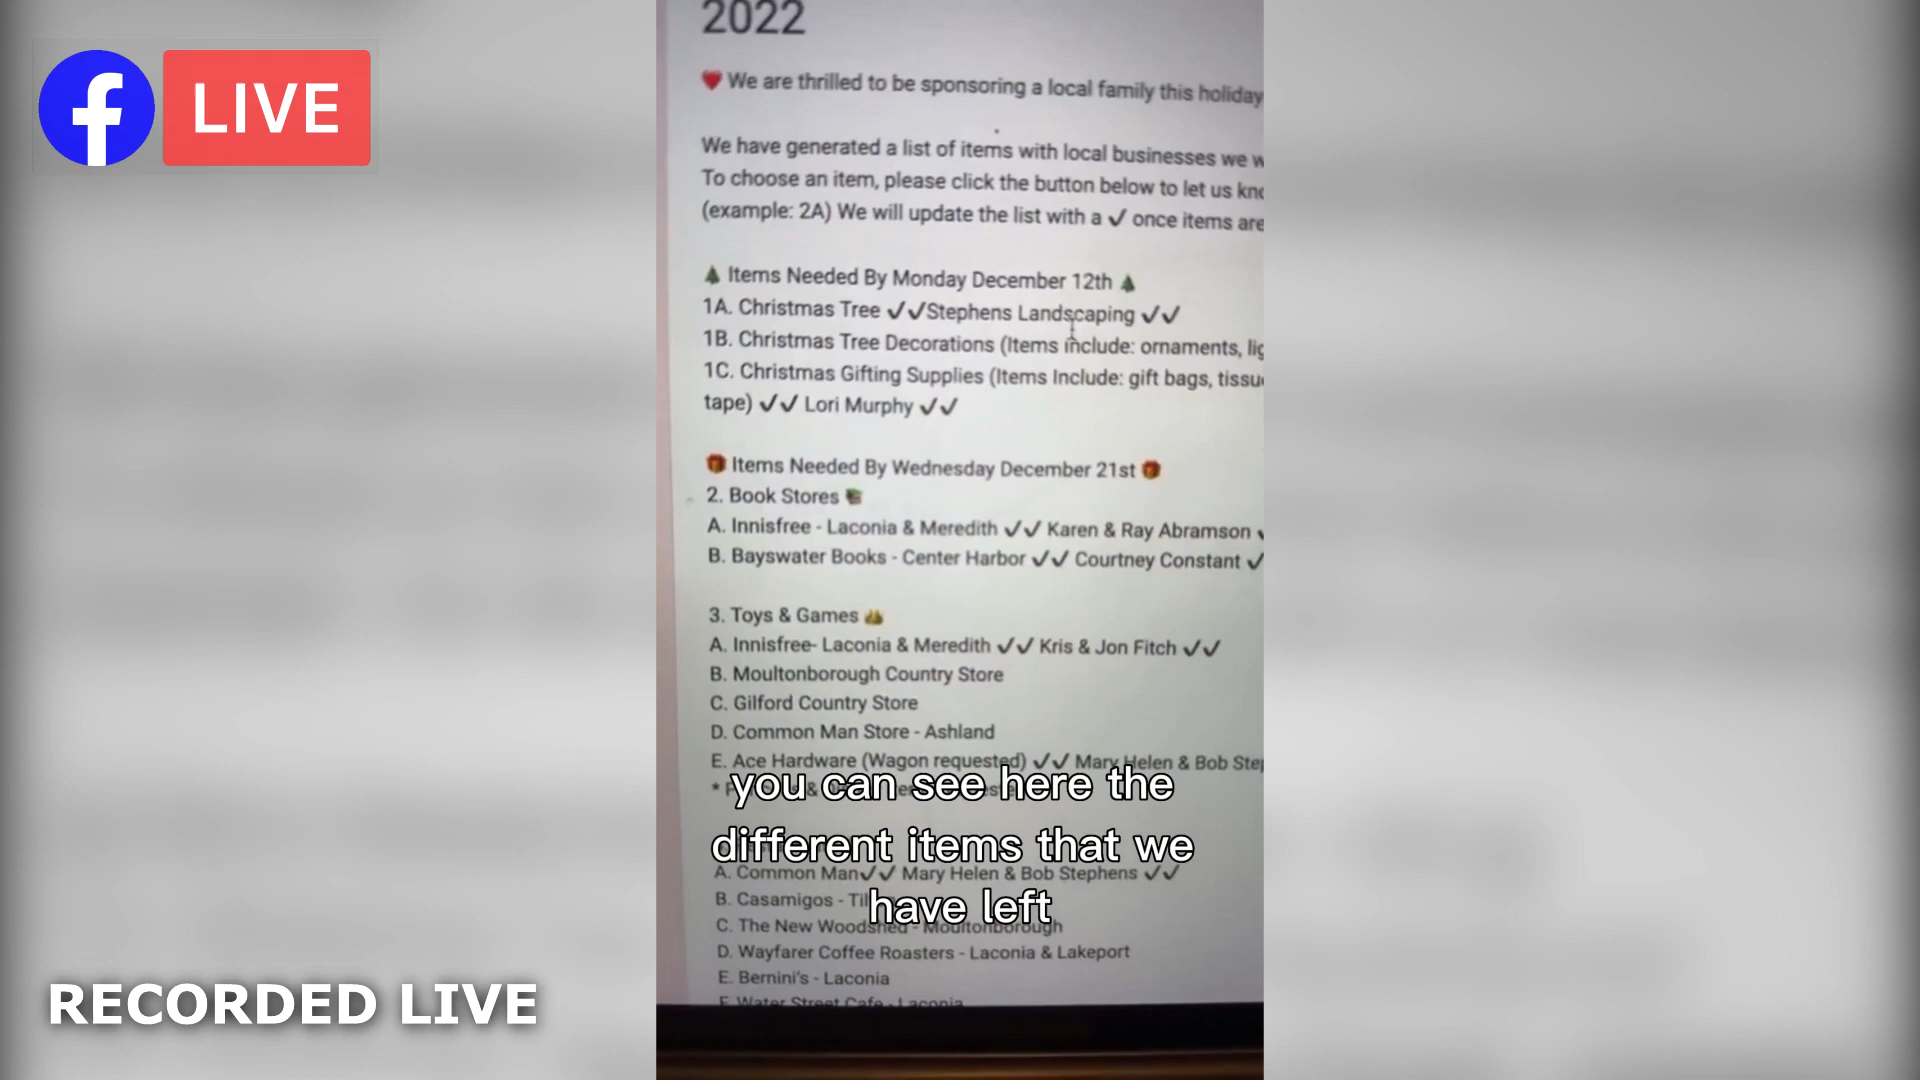 f LIVE
2022
❤ We are thrilled to be sponsoring a local family this holiday
We have generated a list of items with local businesses we
To choose an item, please click the button below to let us
(example: 2A) We will update the list with a ✓ once items are
🌲 Items Needed By Monday December 12th 🌲
1A. Christmas Tree ✓✓Stephens Landscaping ✓✓
1B. Christmas Tree Decorations (Items include: ornaments,
1C. Christmas Gifting Supplies (Items Include: gift bags,
tape) ✓✓ Lori Murphy ✓✓
🎁 Items Needed By Wednesday December 21st 🎁
2. Book Stores 📚
A. Innisfree - Laconia & Meredith ✓✓ Karen & Ray Abramson ✓
B. Bayswater Books - Center Harbor ✓✓ Courtney Constant ✓
3. Toys & Games
A. Innisfree- Laconia & Meredith ✓✓ Kris & Jon Fitch ✓✓
B. Moultonborough Country Store
C. Gilford Country Store
D. Common Man Store - Ashland
E. Ace Hardware (Wagon requested) ✓✓ Mary Helen & Bob
you can see here the
different items that we
have left
A. Common Man✓✓ Mary Helen & Bob Stephens ✓✓
B. Casamigos -
C. The New Woodshed - Moultonborough
D. Wayfarer Coffee Roasters - Laconia & Lakeport
E. Bernini's - Laconia
F. Water Street Cafe - Laconia
RECORDED LIVE